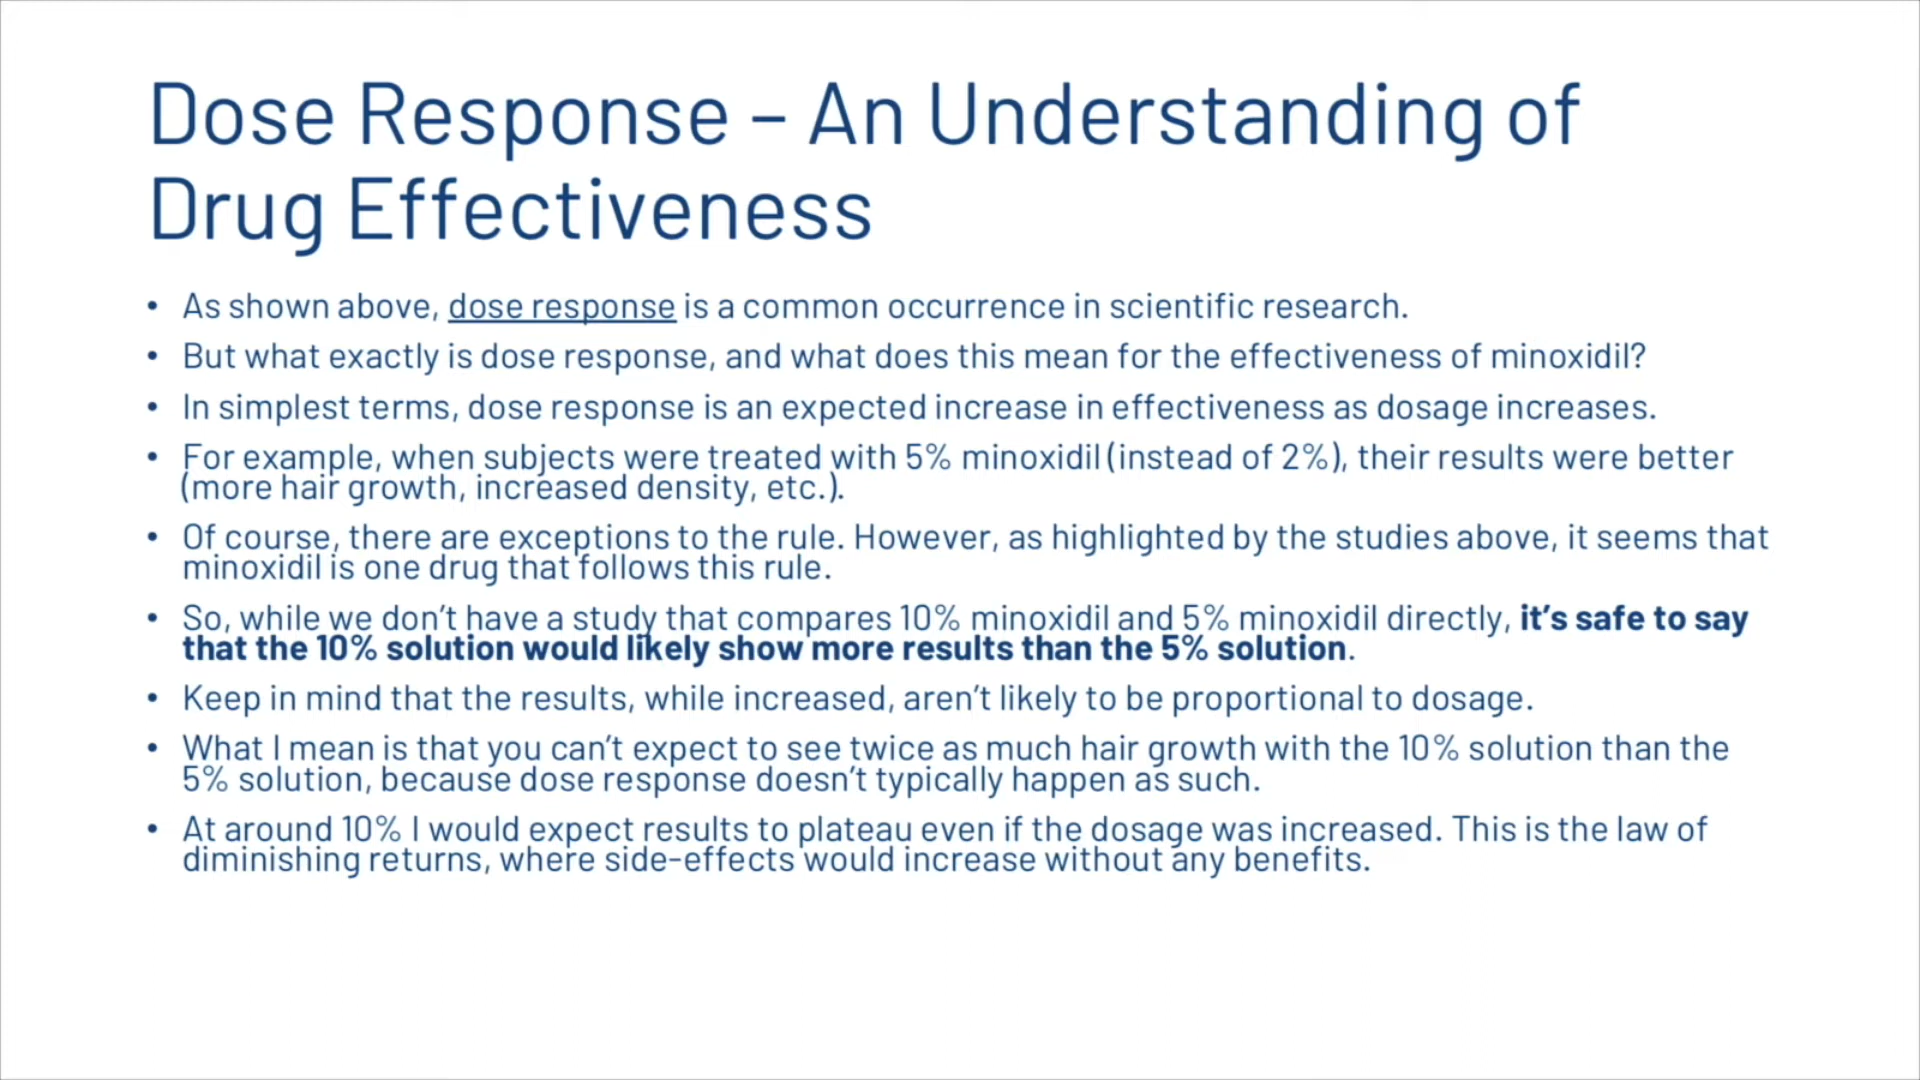 Dose Response – An Understanding of
Drug Effectiveness
• As shown above, dose response is a common occurrence in scientific research.
• But what exactly is dose response, and what does this mean for the effectiveness of minoxidil?
• In simplest terms, dose response is an expected increase in effectiveness as dosage increases.
• For example, when subjects were treated with 5% minoxidil (instead of 2%), their results were better
(more hair growth, increased density, etc.).
• Of course, there are exceptions to the rule. However, as highlighted by the studies above, it seems that
minoxidil is one drug that follows this rule.
• So, while we don’t have a study that compares 10% minoxidil and 5% minoxidil directly, it’s safe to say
that the 10% solution would likely show more results than the 5% solution.
• Keep in mind that the results, while increased, aren’t likely to be proportional to dosage.
• What I mean is that you can’t expect to see twice as much hair growth with the 10% solution than the
5% solution, because dose response doesn’t typically happen as such.
• At around 10% I would expect results to plateau even if the dosage was increased. This is the law of
diminishing returns, where side-effects would increase without any benefits.